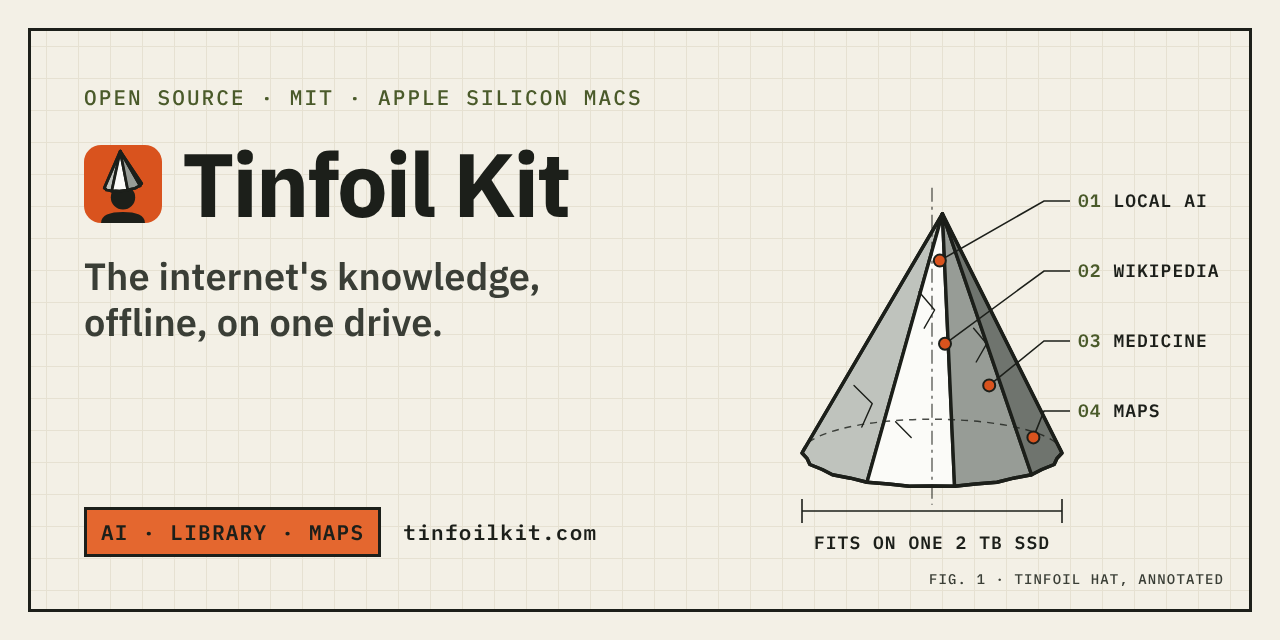 OPEN SOURCE · MIT · APPLE SILICON MACS
Tinfoil Kit
The internet's knowledge,
offline, on one drive.
AI · LIBRARY · MAPS
tinfoilkit.com
01 LOCAL AI
02 WIKIPEDIA
03 MEDICINE
04 MAPS
FITS ON ONE 2 TB SSD
FIG. 1 · TINFOIL HAT, ANNOTATED